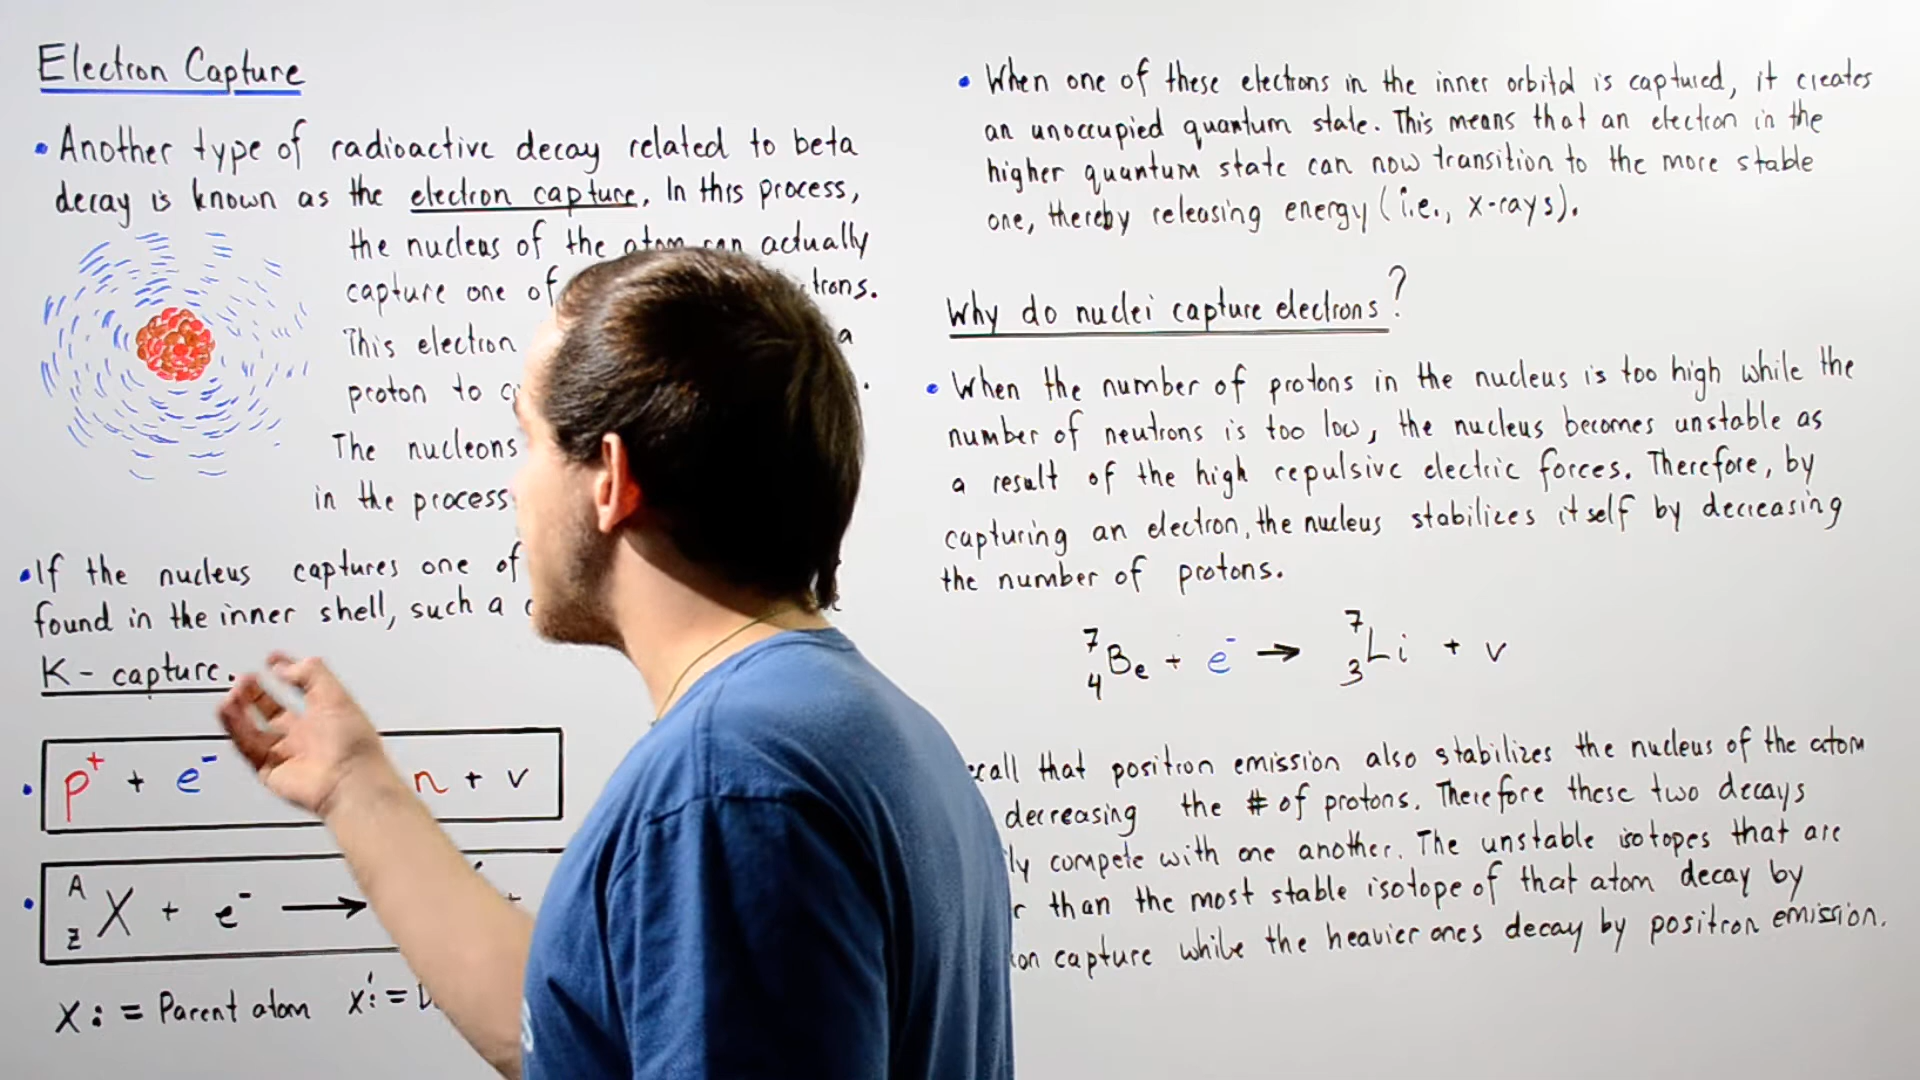 Electron Capture
• Another type of radioactive decay related to beta
decay is known as the electron capture. In this process,
the nucleus of the atom can actually
capture one of trons.
This electron a
proton to .
The nucleons
in the process
• If the nucleus captures one of
found in the inner shell, such a
K - capture.
• p+ + e- n + v
• A Z X + e- →
X := Parent atom X' :=
• When one of these electrons in the inner orbital is captured, it creates
an unoccupied quantum state. This means that an electron in the
higher quantum state can now transition to the more stable
one, thereby releasing energy (i.e., x-rays).
Why do nuclei capture electrons?
• When the number of protons in the nucleus is too high while the
number of neutrons is too low, the nucleus becomes unstable as
a result of the high repulsive electric forces. Therefore, by
capturing an electron, the nucleus stabilizes itself by decreasing
the number of protons.
7 4 Be + e- → 7 3 Li + v
call that positron emission also stabilizes the nucleus of the atom
decreasing the # of protons. Therefore these two decays
ly compete with one another. The unstable isotopes that are
r than the most stable isotope of that atom decay by
on capture while the heavier ones decay by positron emission.